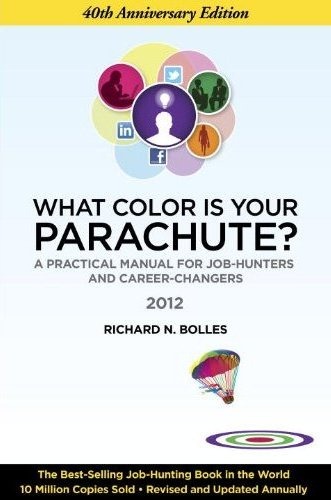 40th Anniversary Edition
in
f
WHAT COLOR IS YOUR
PARACHUTE?
A PRACTICAL MANUAL FOR JOB-HUNTERS
AND CAREER-CHANGERS
2012
RICHARD N. BOLLES
The Best-Selling Job-Hunting Book in the World
10 Million Copies Sold • Revised and Updated Annually